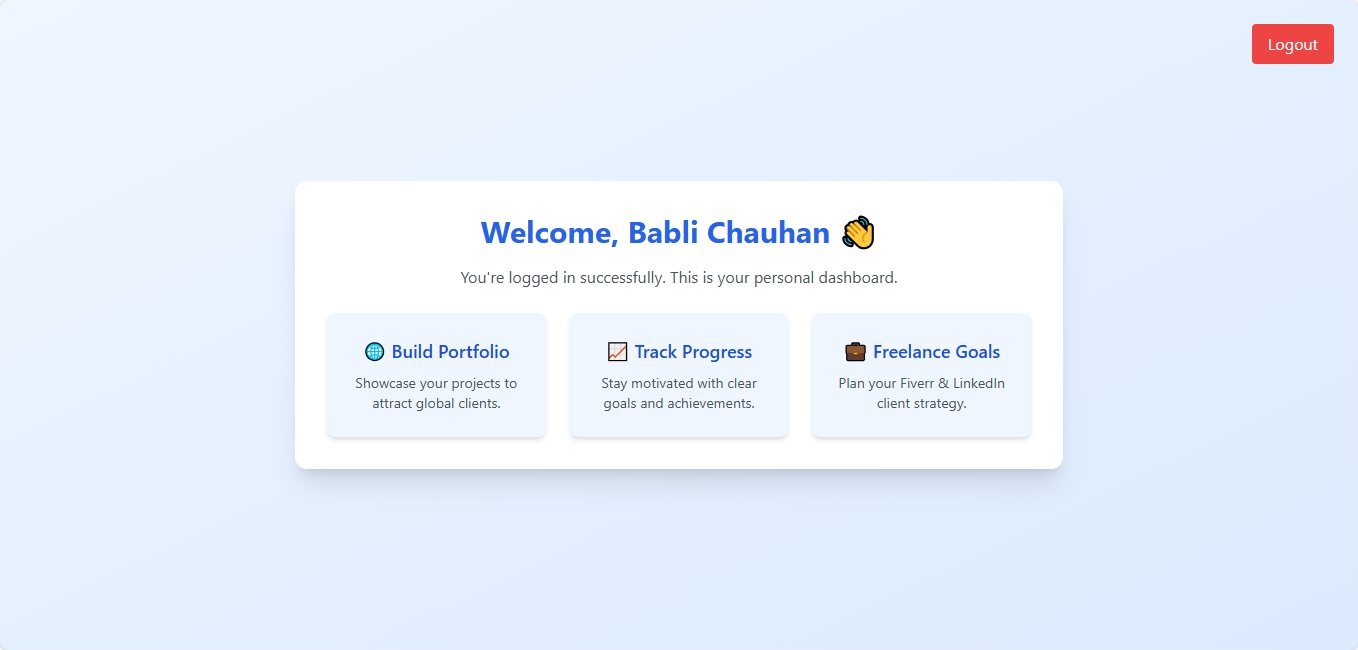 Logout
Welcome, Babli Chauhan 👋
You're logged in successfully. This is your personal dashboard.
🌐 Build Portfolio
Showcase your projects to
attract global clients.
📈 Track Progress
Stay motivated with clear
goals and achievements.
💼 Freelance Goals
Plan your Fiverr & LinkedIn
client strategy.